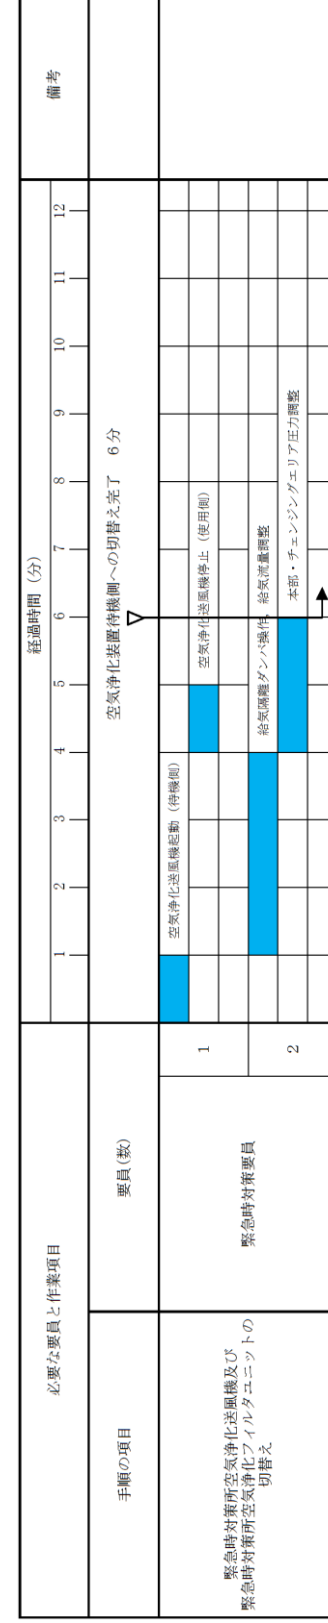 必要な要員と作業項目
経過時間（分）
備考
1
2
3
4
5
6
7
8
9
10
11
12
手順の項目
要員(数)
空気浄化装置待機側への切替え完了　6分
緊急時対策所空気浄化送風機及び
緊急時対策所空気浄化フィルタユニットの
切替え
緊急時対策要員
1
空気浄化送風機起動（待機側）
空気浄化送風機停止（使用側）
2
給気隔離ダンパ操作，給気流量調整
本部・チェンジングエリア圧力調整